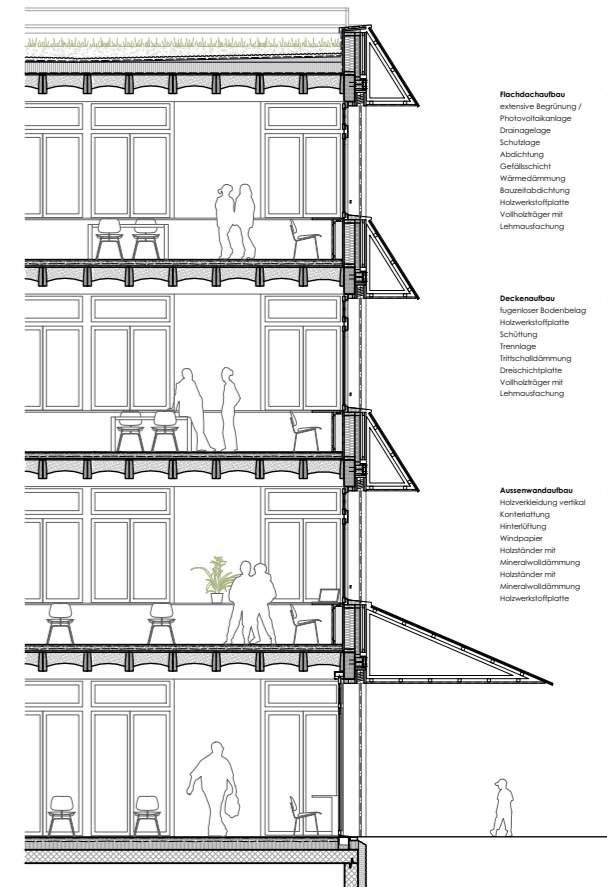 Flachdachaufbau
extensive Begrünung /
Photovoltaikanlage
Drainagelage
Schutzlage
Abdichtung
Gefällsschicht
Wärmedämmung
Bauzeitabdichtung
Holzwerkstoffplatte
Vollholzträger mit
Lehmausfachung
Deckenaufbau
fugenloser Bodenbelag
Holzwerkstoffplatte
Schüttung
Trennlage
Trittschalldämmung
Dreischichtplatte
Vollholzträger mit
Lehmausfachung
Aussenwandaufbau
Holzverkleidung vertikal
Konterlattung
Hinterlüftung
Windpapier
Holzständer mit
Mineralwolldämmung
Holzständer mit
Mineralwolldämmung
Holzwerkstoffplatte